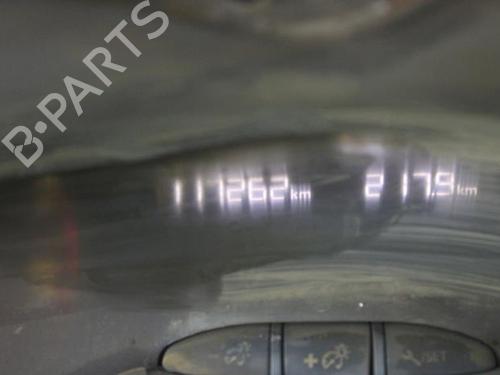 B-PARTS
111262 km 217.9 km
- + /SET